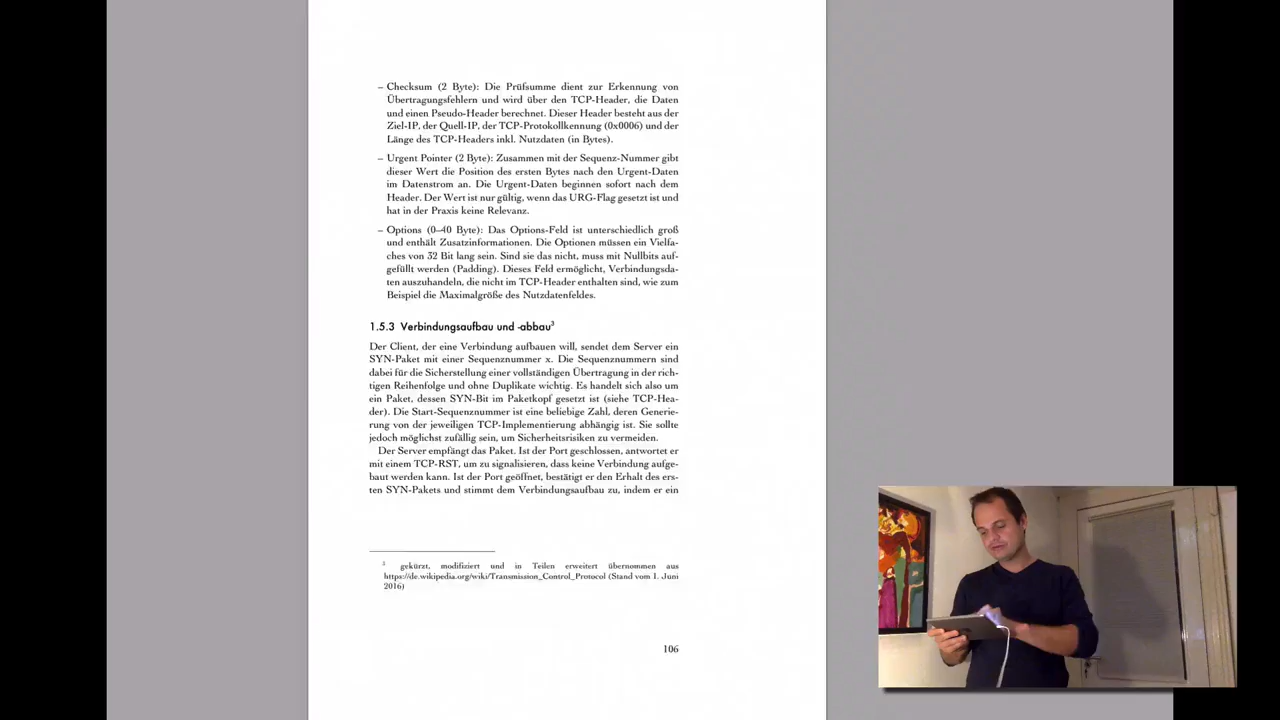 – Checksum (2 Byte): Die Prüfsumme dient zur Erkennung von
Übertragungsfehlern und wird über den TCP-Header, die Daten
und einen Pseudo-Header berechnet. Dieser Header besteht aus der
Ziel-IP, der Quell-IP, der TCP-Protokollkennung (0x0006) und der
Länge des TCP-Headers inkl. Nutzdaten (in Bytes).
– Urgent Pointer (2 Byte): Zusammen mit der Sequenz-Nummer gibt
dieser Wert die Position des ersten Bytes nach den Urgent-Daten
im Datenstrom an. Die Urgent-Daten beginnen sofort nach dem
Header. Der Wert ist nur gültig, wenn das URG-Flag gesetzt ist und
hat in der Praxis keine Relevanz.
– Options (0–40 Byte): Das Options-Feld ist unterschiedlich groß
und enthält Zusatzinformationen. Die Optionen müssen ein Vielfa-
ches von 32 Bit lang sein. Sind sie das nicht, muss mit Nullbits auf-
gefüllt werden (Padding). Dieses Feld ermöglicht, Verbindungsda-
ten auszuhandeln, die nicht im TCP-Header enthalten sind, wie zum
Beispiel die Maximalgröße des Nutzdatenfeldes.
1.5.3 Verbindungsaufbau und -abbau³
Der Client, der eine Verbindung aufbauen will, sendet dem Server ein
SYN-Paket mit einer Sequenznummer x. Die Sequenznummern sind
dabei für die Sicherstellung einer vollständigen Übertragung in der rich-
tigen Reihenfolge und ohne Duplikate wichtig. Es handelt sich also um
ein Paket, dessen SYN-Bit im Paketkopf gesetzt ist (siehe TCP-Hea-
der). Die Start-Sequenznummer ist eine beliebige Zahl, deren Generie-
rung von der jeweiligen TCP-Implementierung abhängig ist. Sie sollte
jedoch möglichst zufällig sein, um Sicherheitsrisiken zu vermeiden.
Der Server empfängt das Paket. Ist der Port geschlossen, antwortet er
mit einem TCP-RST, um zu signalisieren, dass keine Verbindung aufge-
baut werden kann. Ist der Port geöffnet, bestätigt er den Erhalt des ers-
ten SYN-Pakets und stimmt dem Verbindungsaufbau zu, indem er ein
³ gekürzt, modifiziert und in Teilen erweitert übernommen aus
https://de.wikipedia.org/wiki/Transmission_Control_Protocol (Stand vom 1. Juni
2016)
106